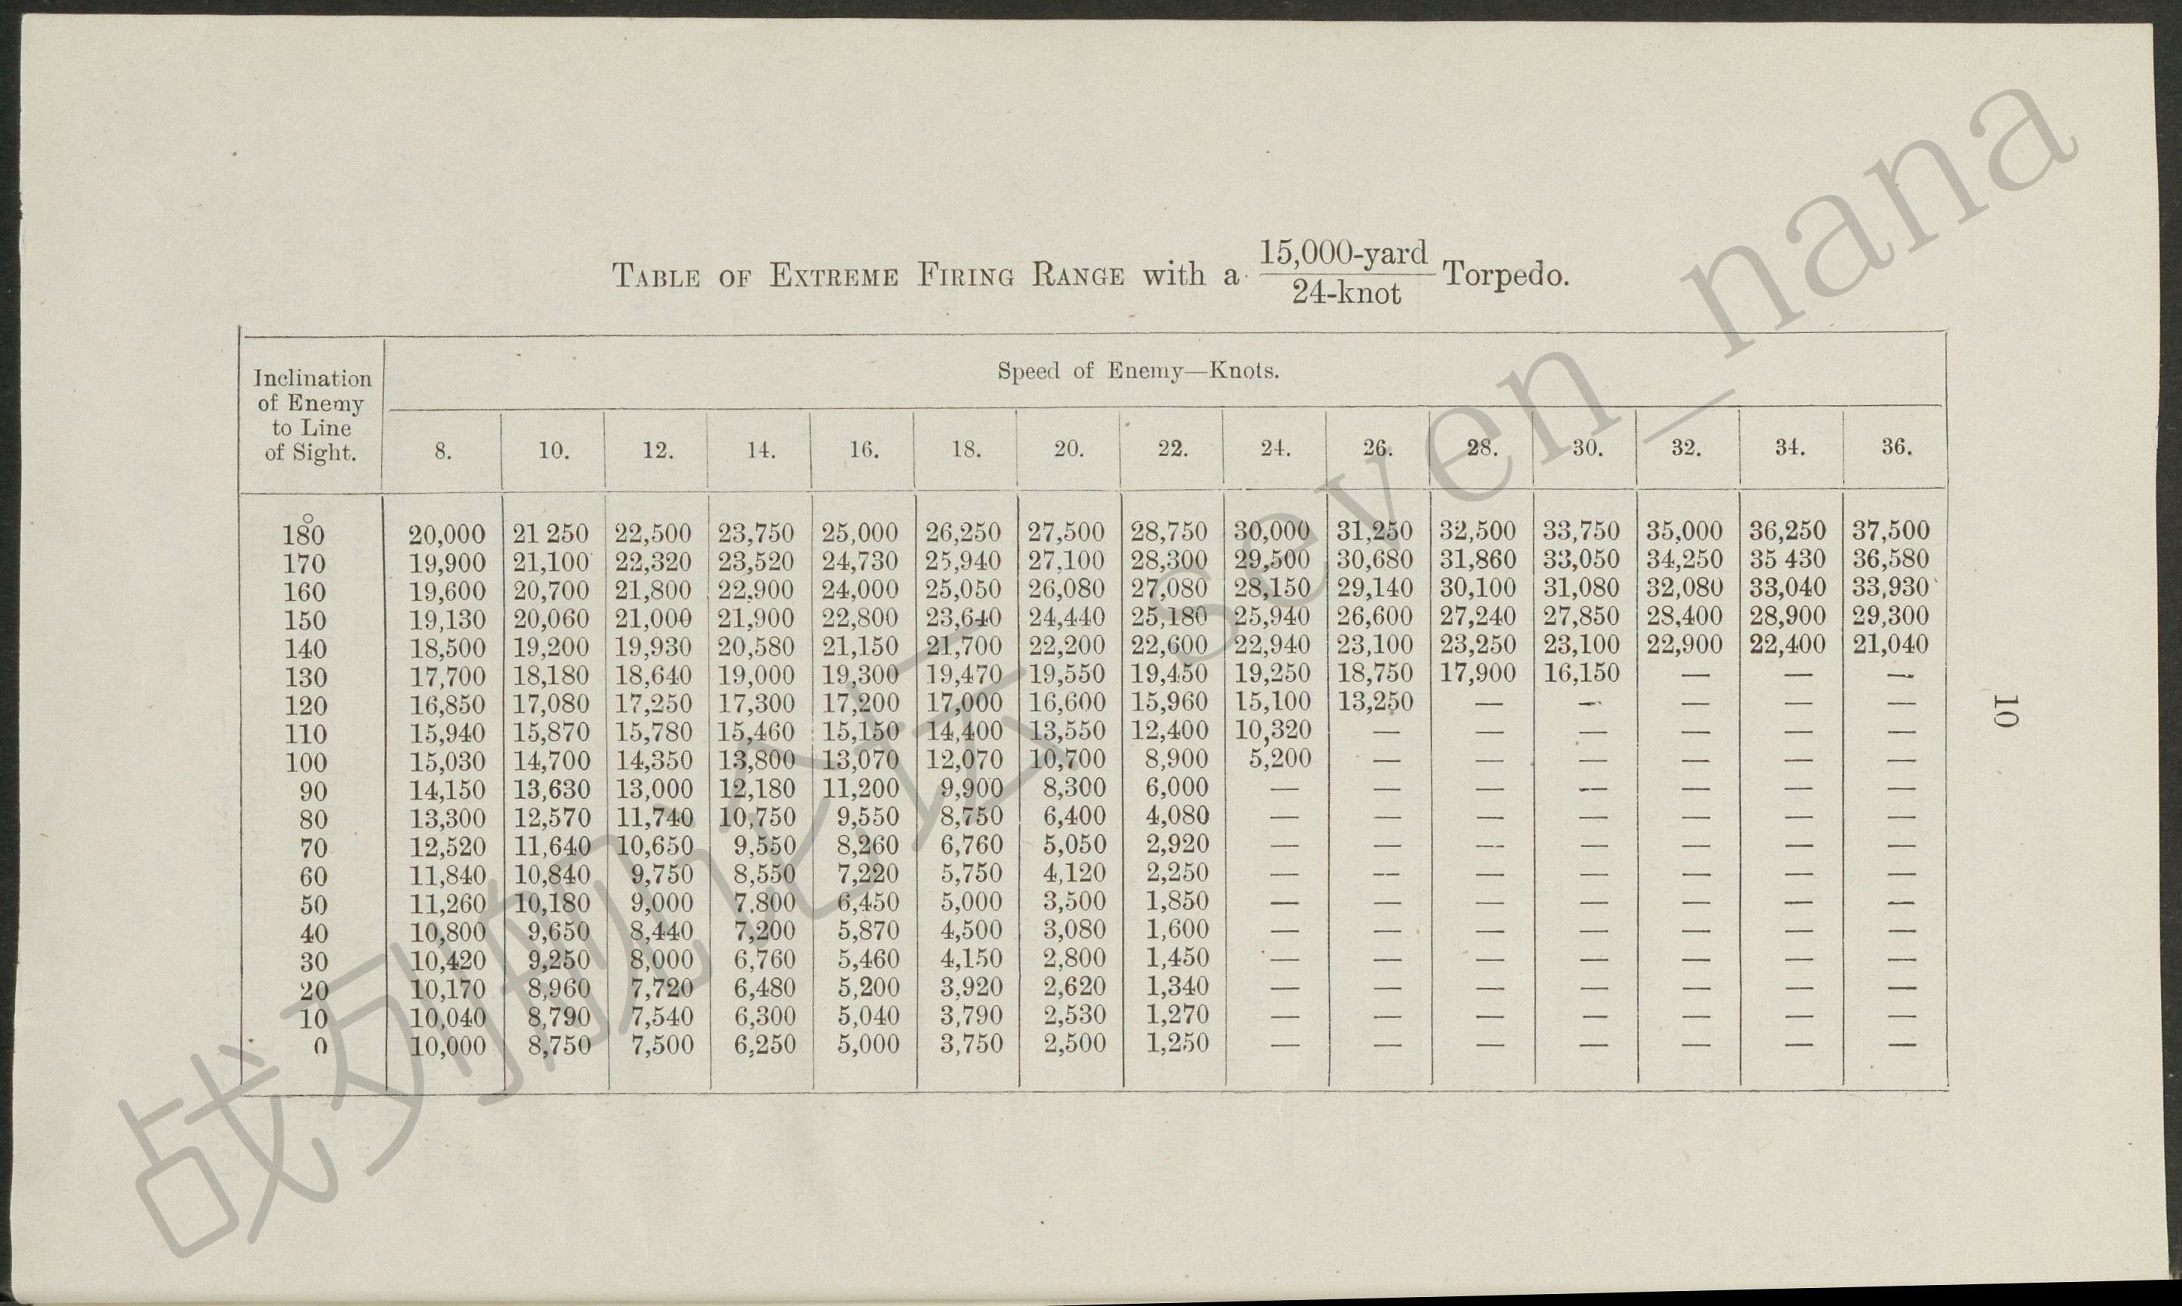 TABLE OF EXTREME FIRING RANGE with a 15,000-yard / 24-knot Torpedo.
Inclination of Enemy to Line of Sight.
Speed of Enemy—Knots.
8. 10. 12. 14. 16. 18. 20. 22. 24. 26. 28. 30. 32. 34. 36.
180° 20,000 21 250 22,500 23,750 25,000 26,250 27,500 28,750 30,000 31,250 32,500 33,750 35,000 36,250 37,500
170 19,900 21,100 22,320 23,520 24,730 25,940 27,100 28,300 29,500 30,680 31,860 33,050 34,250 35 430 36,580
160 19,600 20,700 21,800 22,900 24,000 25,050 26,080 27,080 28,150 29,140 30,100 31,080 32,080 33,040 33,930
150 19,130 20,060 21,000 21,900 22,800 23,640 24,440 25,180 25,940 26,600 27,240 27,850 28,400 28,900 29,300
140 18,500 19,200 19,930 20,580 21,150 21,700 22,200 22,600 22,940 23,100 23,250 23,100 22,900 22,400 21,040
130 17,700 18,180 18,640 19,000 19,300 19,470 19,550 19,450 19,250 18,750 17,900 16,150 — — —
120 16,850 17,080 17,250 17,300 17,200 17,000 16,600 15,960 15,100 13,250 — — — — —
110 15,940 15,870 15,780 15,460 15,150 14,400 13,550 12,400 10,320 — — — — — —
100 15,030 14,700 14,350 13,800 13,070 12,070 10,700 8,900 5,200 — — — — — —
90 14,150 13,630 13,000 12,180 11,200 9,900 8,300 6,000 — — — — — — —
80 13,300 12,570 11,740 10,750 9,550 8,750 6,400 4,080 — — — — — — —
70 12,520 11,640 10,650 9,550 8,260 6,760 5,050 2,920 — — — — — — —
60 11,840 10,840 9,750 8,550 7,220 5,750 4,120 2,250 — — — — — — —
50 11,260 10,180 9,000 7,800 6,450 5,000 3,500 1,850 — — — — — — —
40 10,800 9,650 8,440 7,200 5,870 4,500 3,080 1,600 — — — — — — —
30 10,420 9,250 8,000 6,760 5,460 4,150 2,800 1,450 — — — — — — —
20 10,170 8,960 7,720 6,480 5,200 3,920 2,620 1,340 — — — — — — —
10 10,040 8,790 7,540 6,300 5,040 3,790 2,530 1,270 — — — — — — —
0 10,000 8,750 7,500 6,250 5,000 3,750 2,500 1,250 — — — — — — —
10
战列舰论坛 seven_nana